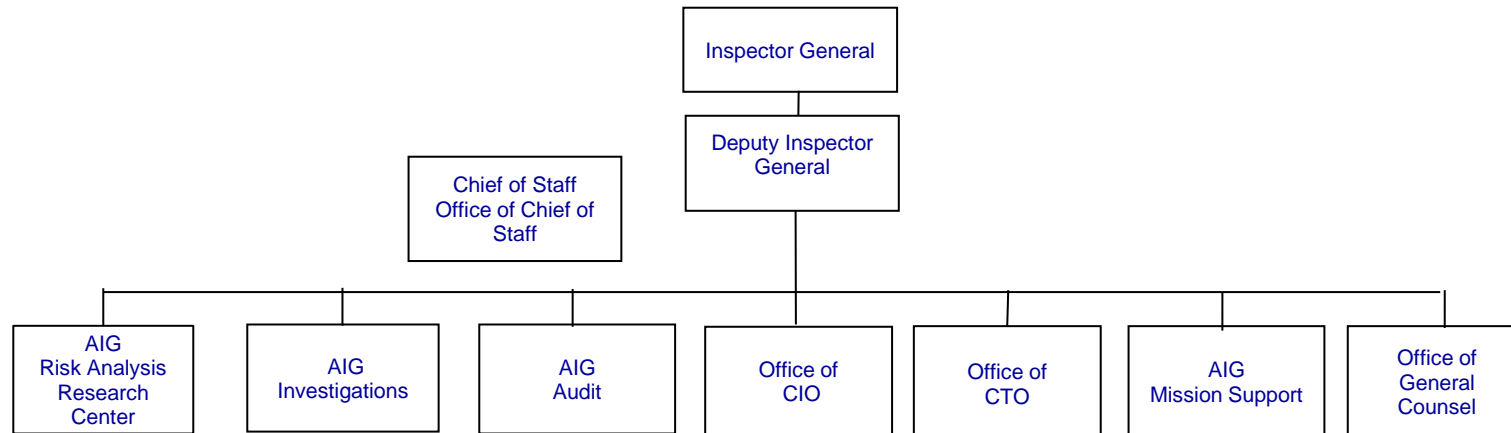 Inspector General
Deputy Inspector
General
Chief of Staff
Office of Chief of
Staff
AIG
Risk Analysis
Research
Center
AIG
Investigations
AIG
Audit
Office of
CIO
Office of
CTO
AIG
Mission Support
Office of
General
Counsel